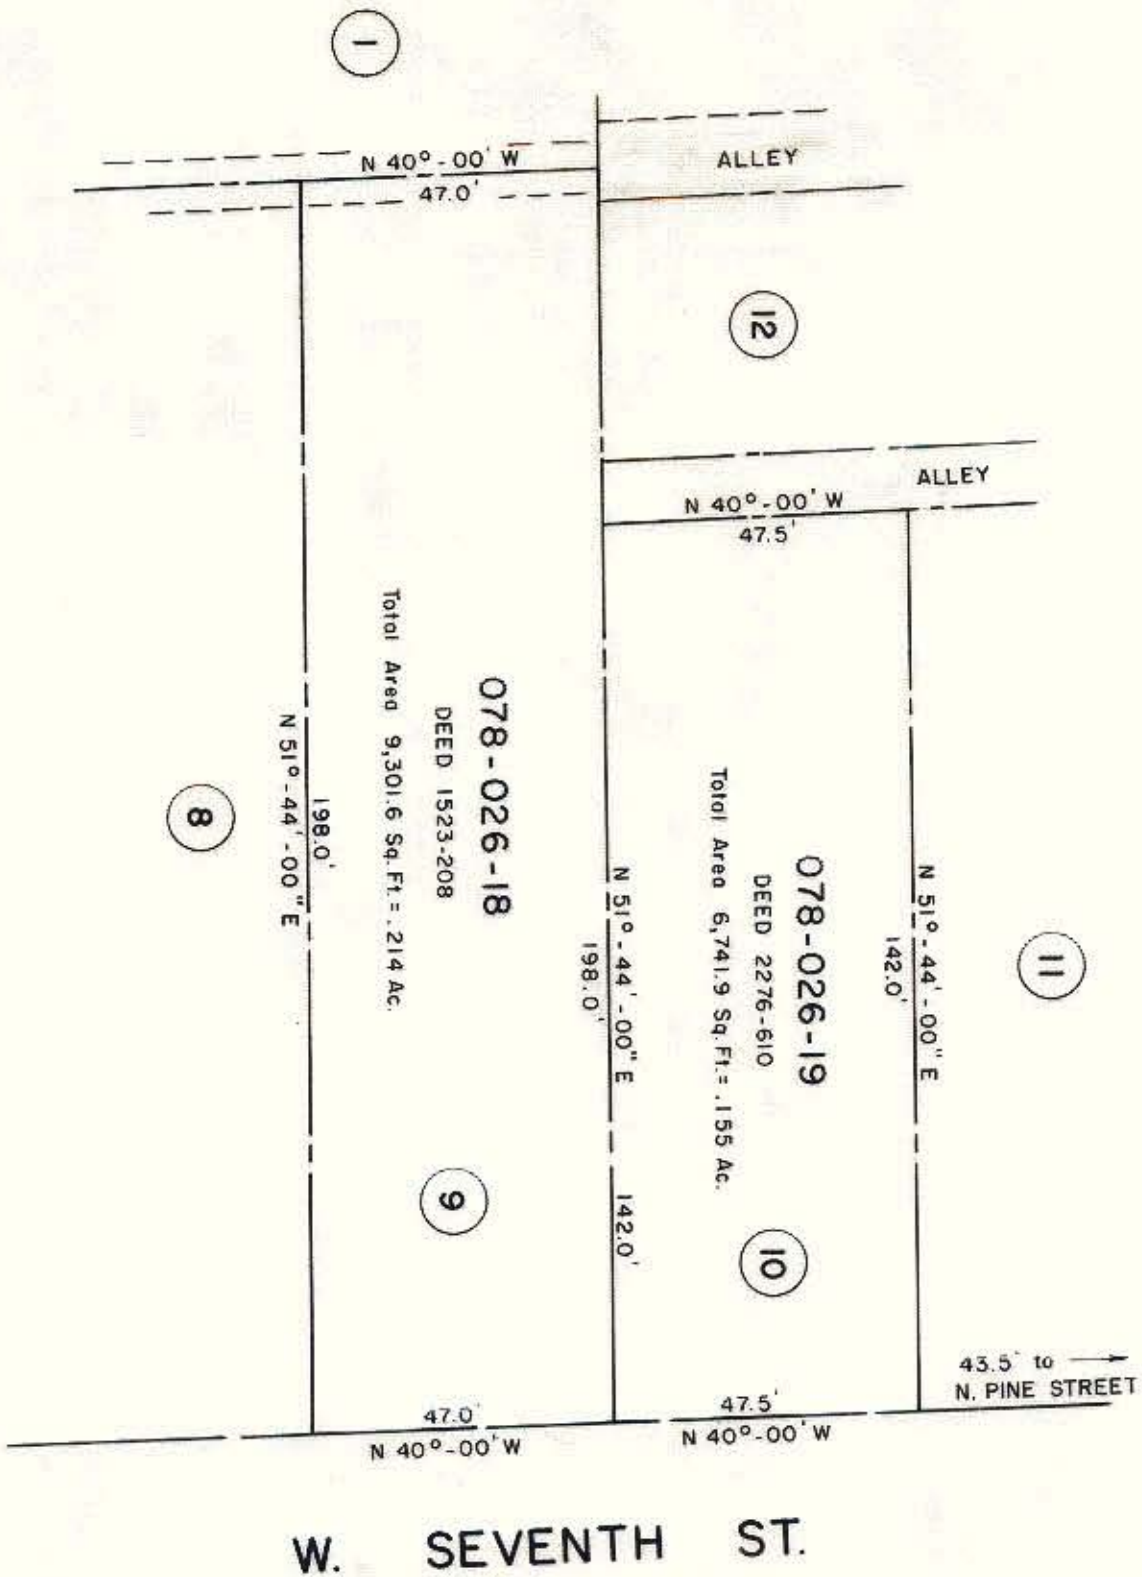 1
N 40°-00' W
47.0'
ALLEY
12
ALLEY
N 40°-00' W
47.5'
078-026-18
DEED 1523-208
Total Area 9,301.6 Sq. Ft. = .214 Ac.
198.0'
N 51°-44'-00" E
8
078-026-19
DEED 2276-610
Total Area 6,741.9 Sq. Ft. = .155 Ac.
N 51°-44'-00" E
198.0'
N 51°-44'-00" E
142.0'
11
9
142.0'
10
43.5' to
N. PINE STREET
47.0'
N 40°-00' W
47.5'
N 40°-00' W
W. SEVENTH ST.